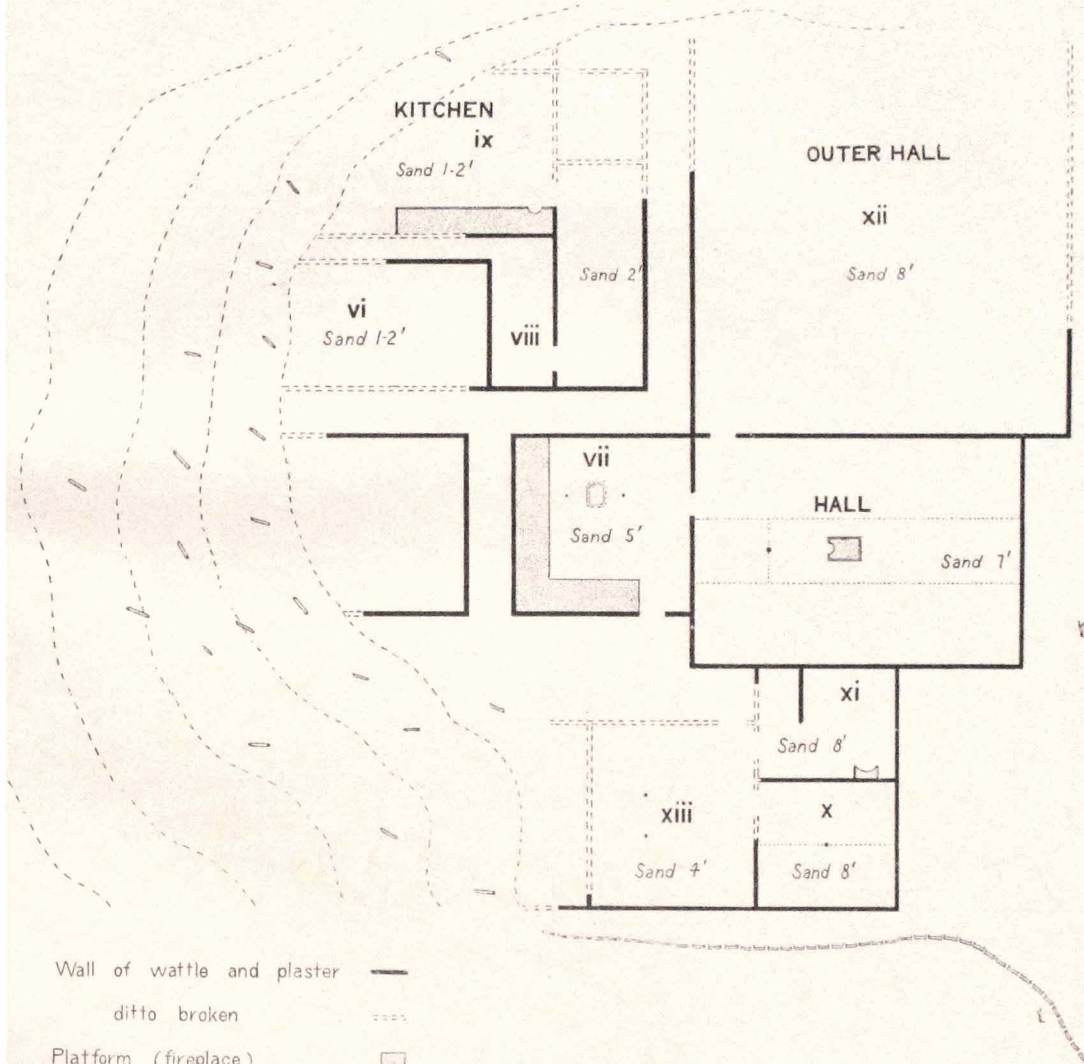 KITCHEN
ix
Sand 1-2'
OUTER HALL
xii
Sand 8'
Sand 2'
vi
Sand 1-2'
viii
vii
Sand 5'
HALL
Sand 7'
xi
Sand 8'
xiii
Sand 4'
x
Sand 8'
Wall of wattle and plaster
ditto broken
Platform (fireplace)